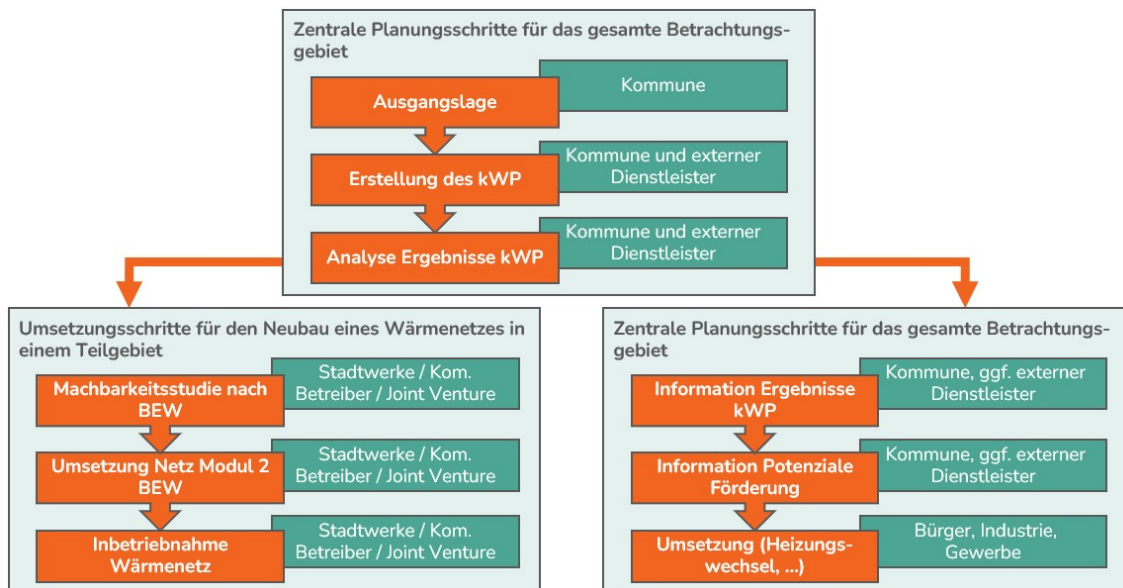 Zentrale Planungsschritte für das gesamte Betrachtungs-
gebiet
Ausgangslage
Kommune
Erstellung des kWP
Kommune und externer
Dienstleister
Analyse Ergebnisse kWP
Kommune und externer
Dienstleister
Umsetzungsschritte für den Neubau eines Wärmenetzes in
einem Teilgebiet
Machbarkeitsstudie nach
BEW
Stadtwerke / Kom.
Betreiber / Joint Venture
Umsetzung Netz Modul 2
BEW
Stadtwerke / Kom.
Betreiber / Joint Venture
Inbetriebnahme
Wärmenetz
Stadtwerke / Kom.
Betreiber / Joint Venture
Zentrale Planungsschritte für das gesamte Betrachtungs-
gebiet
Information Ergebnisse
kWP
Kommune, ggf. externer
Dienstleister
Information Potenziale
Förderung
Kommune, ggf. externer
Dienstleister
Umsetzung (Heizungs-
wechsel, ...)
Bürger, Industrie,
Gewerbe